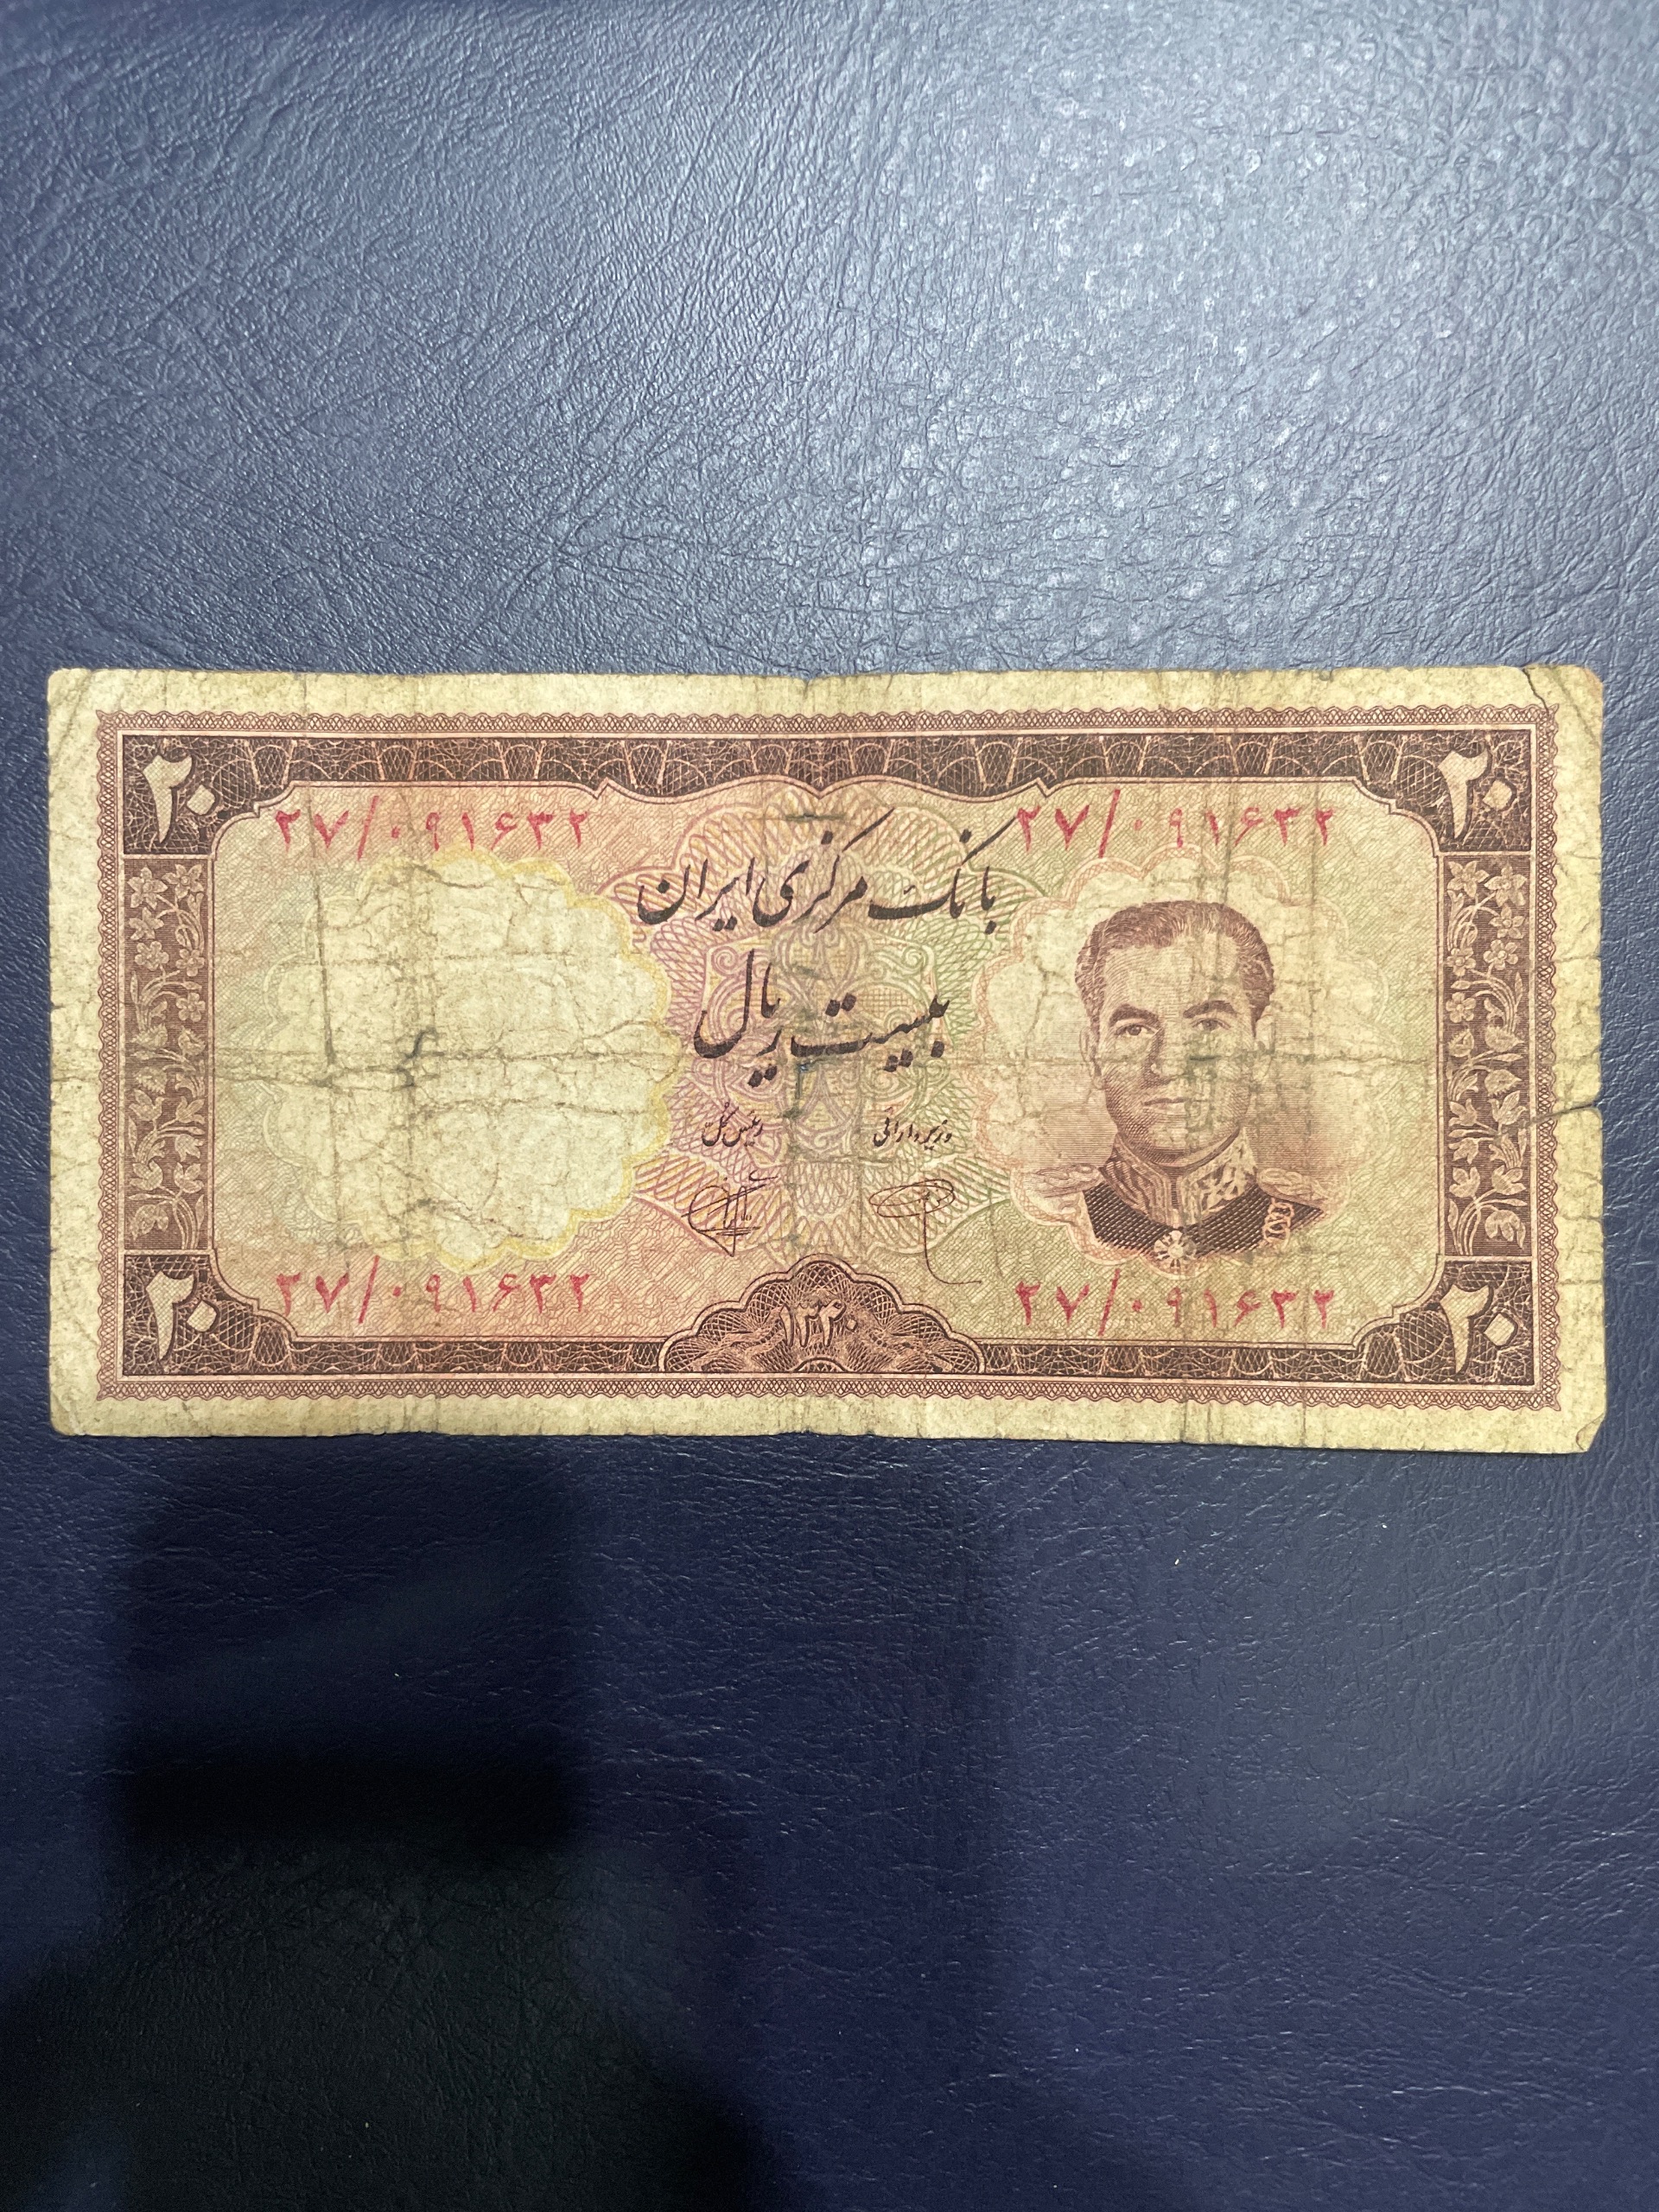 ۲۰ ۲۰
۲۷/۰۹۱۶۳۲ ۲۷/۰۹۱۶۳۲
بانک مرکزی ایران
بیست ریال
وزیر دارائی رئیس کل
۲۷/۰۹۱۶۳۲ ۲۷/۰۹۱۶۳۲
۱۳۴۰
۲۰ ۲۰